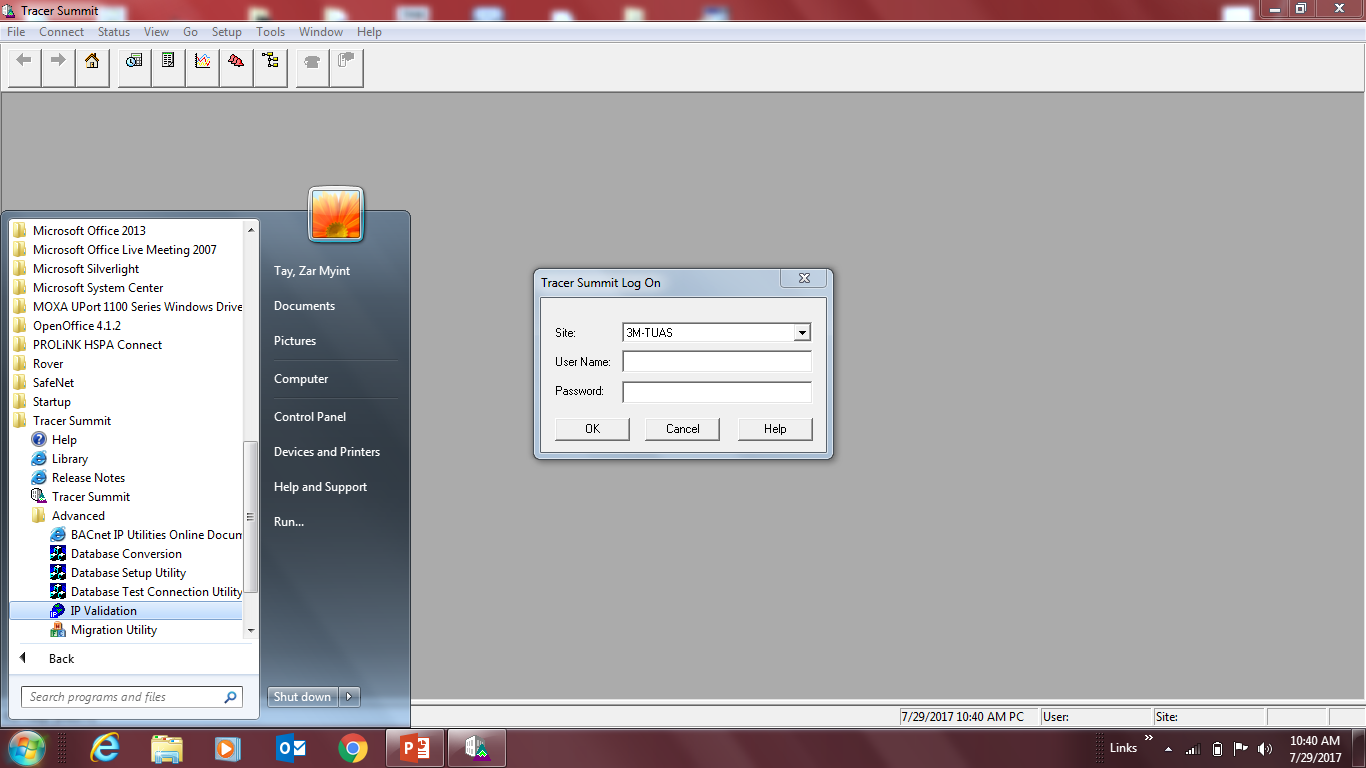 Tracer Summit
File Connect Status View Go Setup Tools Window Help
Microsoft Office 2013
Microsoft Office Live Meeting 2007
Microsoft Silverlight
Microsoft System Center
MOXA UPort 1100 Series Windows Drive
OpenOffice 4.1.2
PROLiNK HSPA Connect
Rover
SafeNet
Startup
Tracer Summit
Help
Library
Release Notes
Tracer Summit
Advanced
BACnet IP Utilities Online Docum
Database Conversion
Database Setup Utility
Database Test Connection Utility
IP Validation
Migration Utility
Back
Search programs and files
Tay, Zar Myint
Documents
Pictures
Computer
Control Panel
Devices and Printers
Help and Support
Run...
Shut down
Tracer Summit Log On
Site: 3M-TUAS
User Name:
Password:
OK Cancel Help
7/29/2017 10:40 AM PC User: Site:
Links 10:40 AM
7/29/2017